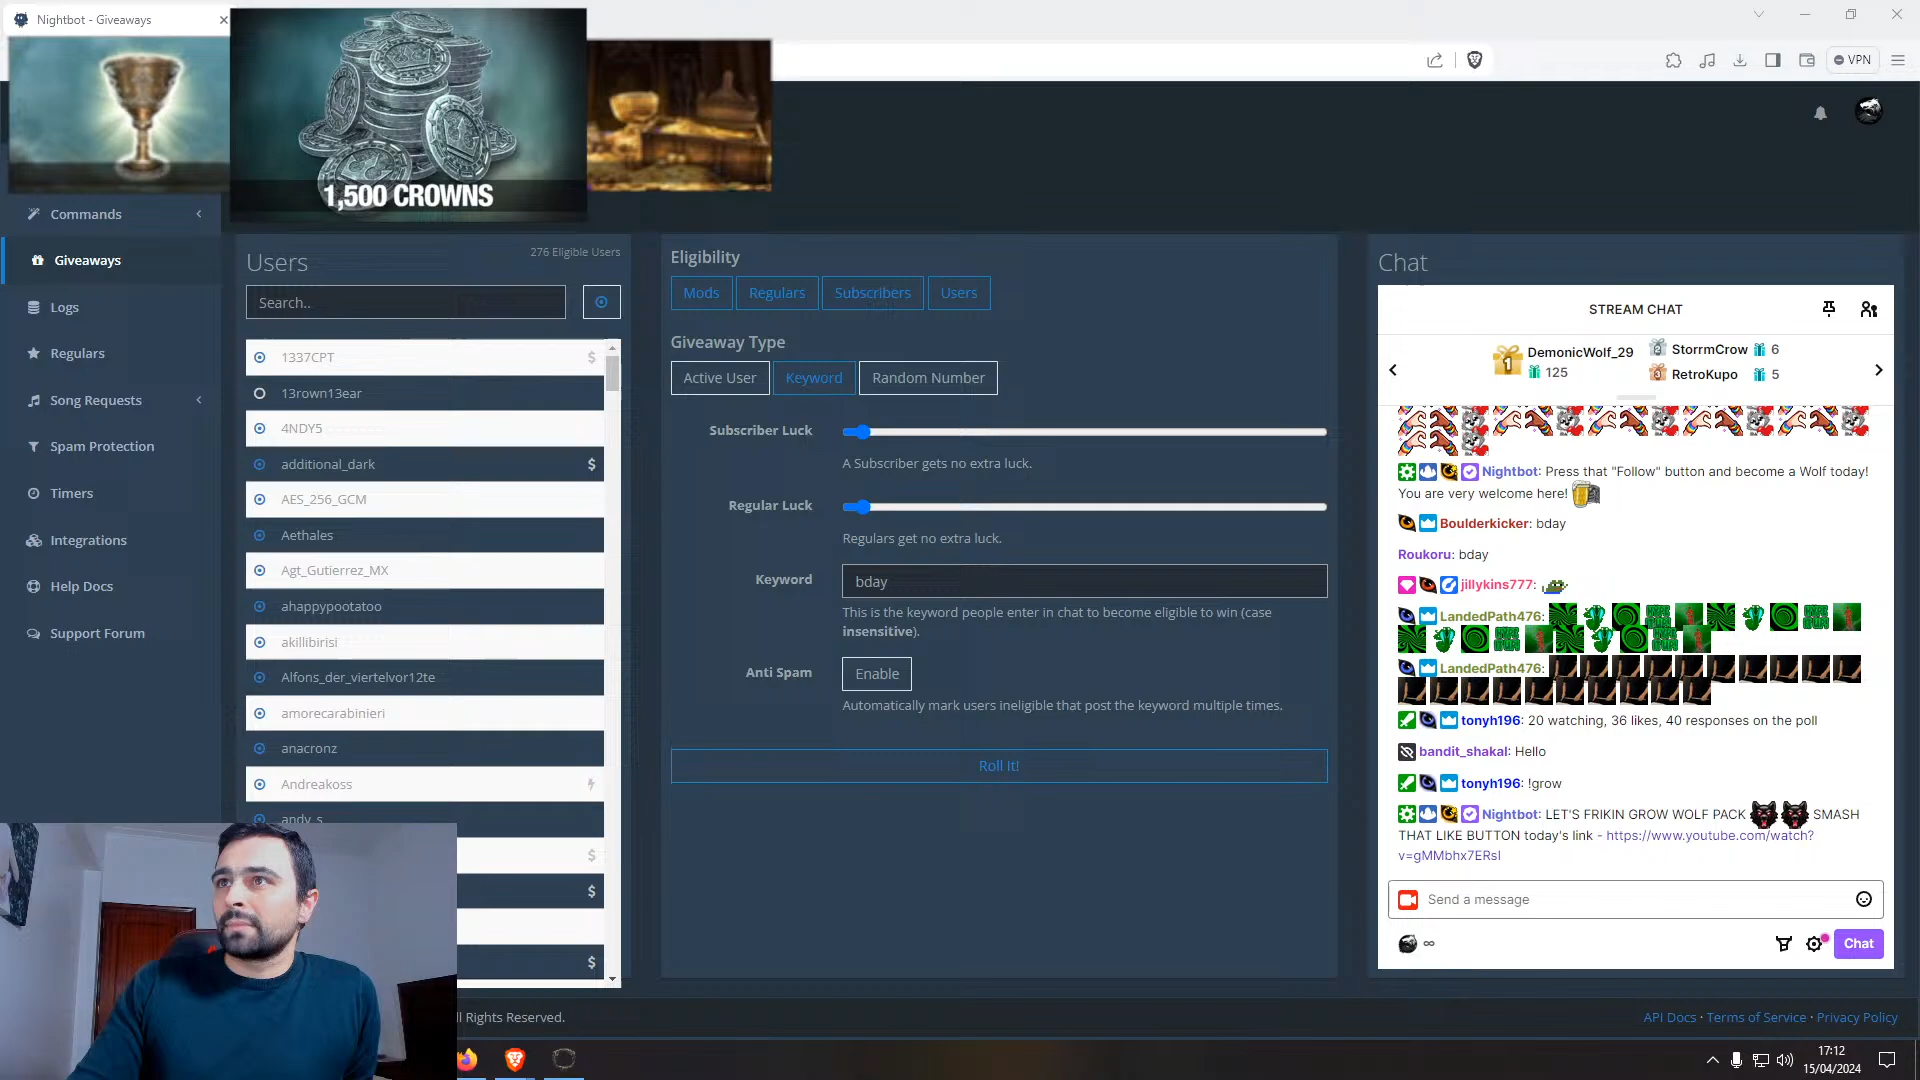 Nightbot - Giveaways
VPN
1,500 CROWNS
Commands
Giveaways
Logs
Regulars
Song Requests
Spam Protection
Timers
Integrations
Help Docs
Support Forum
Users
276 Eligible Users
Search..
1337CPT $
13rown13ear
4NDY5
additional_dark $
AES_256_GCM
Aethales
Agt_Gutierrez_MX
ahappypootatoo
akillibirisi
Alfons_der_viertelvor12te
amorecarabinieri
anacronz
Andreakoss
andy_s
$
$
$
Eligibility
Mods Regulars Subscribers Users
Giveaway Type
Active User Keyword Random Number
Subscriber Luck
A Subscriber gets no extra luck.
Regular Luck
Regulars get no extra luck.
Keyword bday
This is the keyword people enter in chat to become eligible to win (case
insensitive).
Anti Spam Enable
Automatically mark users ineligible that post the keyword multiple times.
Roll It!
Chat
STREAM CHAT
1 DemonicWolf_29 125
2 StorrmCrow 6
3 RetroKupo 5
Nightbot: Press that "Follow" button and become a Wolf today!
You are very welcome here!
Boulderkicker: bday
Roukoru: bday
jillykins777:
LandedPath476:
LandedPath476:
tonyh196: 20 watching, 36 likes, 40 responses on the poll
bandit_shakal: Hello
tonyh196: !grow
Nightbot: LET'S FRIKIN GROW WOLF PACK SMASH
THAT LIKE BUTTON today's link - https://www.youtube.com/watch?
v=gMMbhx7ERsI
Send a message
∞
Chat
ll Rights Reserved.
API Docs · Terms of Service · Privacy Policy
17:12
15/04/2024